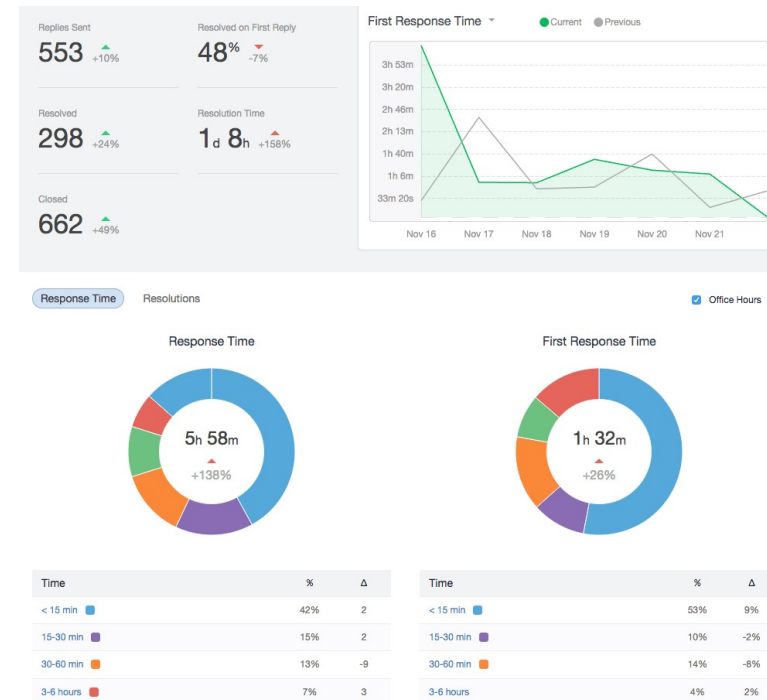 Replies Sent
553 +10%
Resolved on First Reply
48% -7%
Resolved
298 +24%
Resolution Time
1d 8h +158%
Closed
662 +49%
First Response Time
Current Previous
3h 53m
3h 20m
2h 46m
2h 13m
1h 40m
1h 6m
33m 20s
Nov 16 Nov 17 Nov 18 Nov 19 Nov 20 Nov 21
Response Time Resolutions
Office Hours
Response Time
5h 58m
+138%
First Response Time
1h 32m
+26%
Time % Δ
< 15 min 42% 2
15-30 min 15% 2
30-60 min 13% -9
3-6 hours 7% 3
Time % Δ
< 15 min 53% 9%
15-30 min 10% -2%
30-60 min 14% -8%
3-6 hours 4% 2%